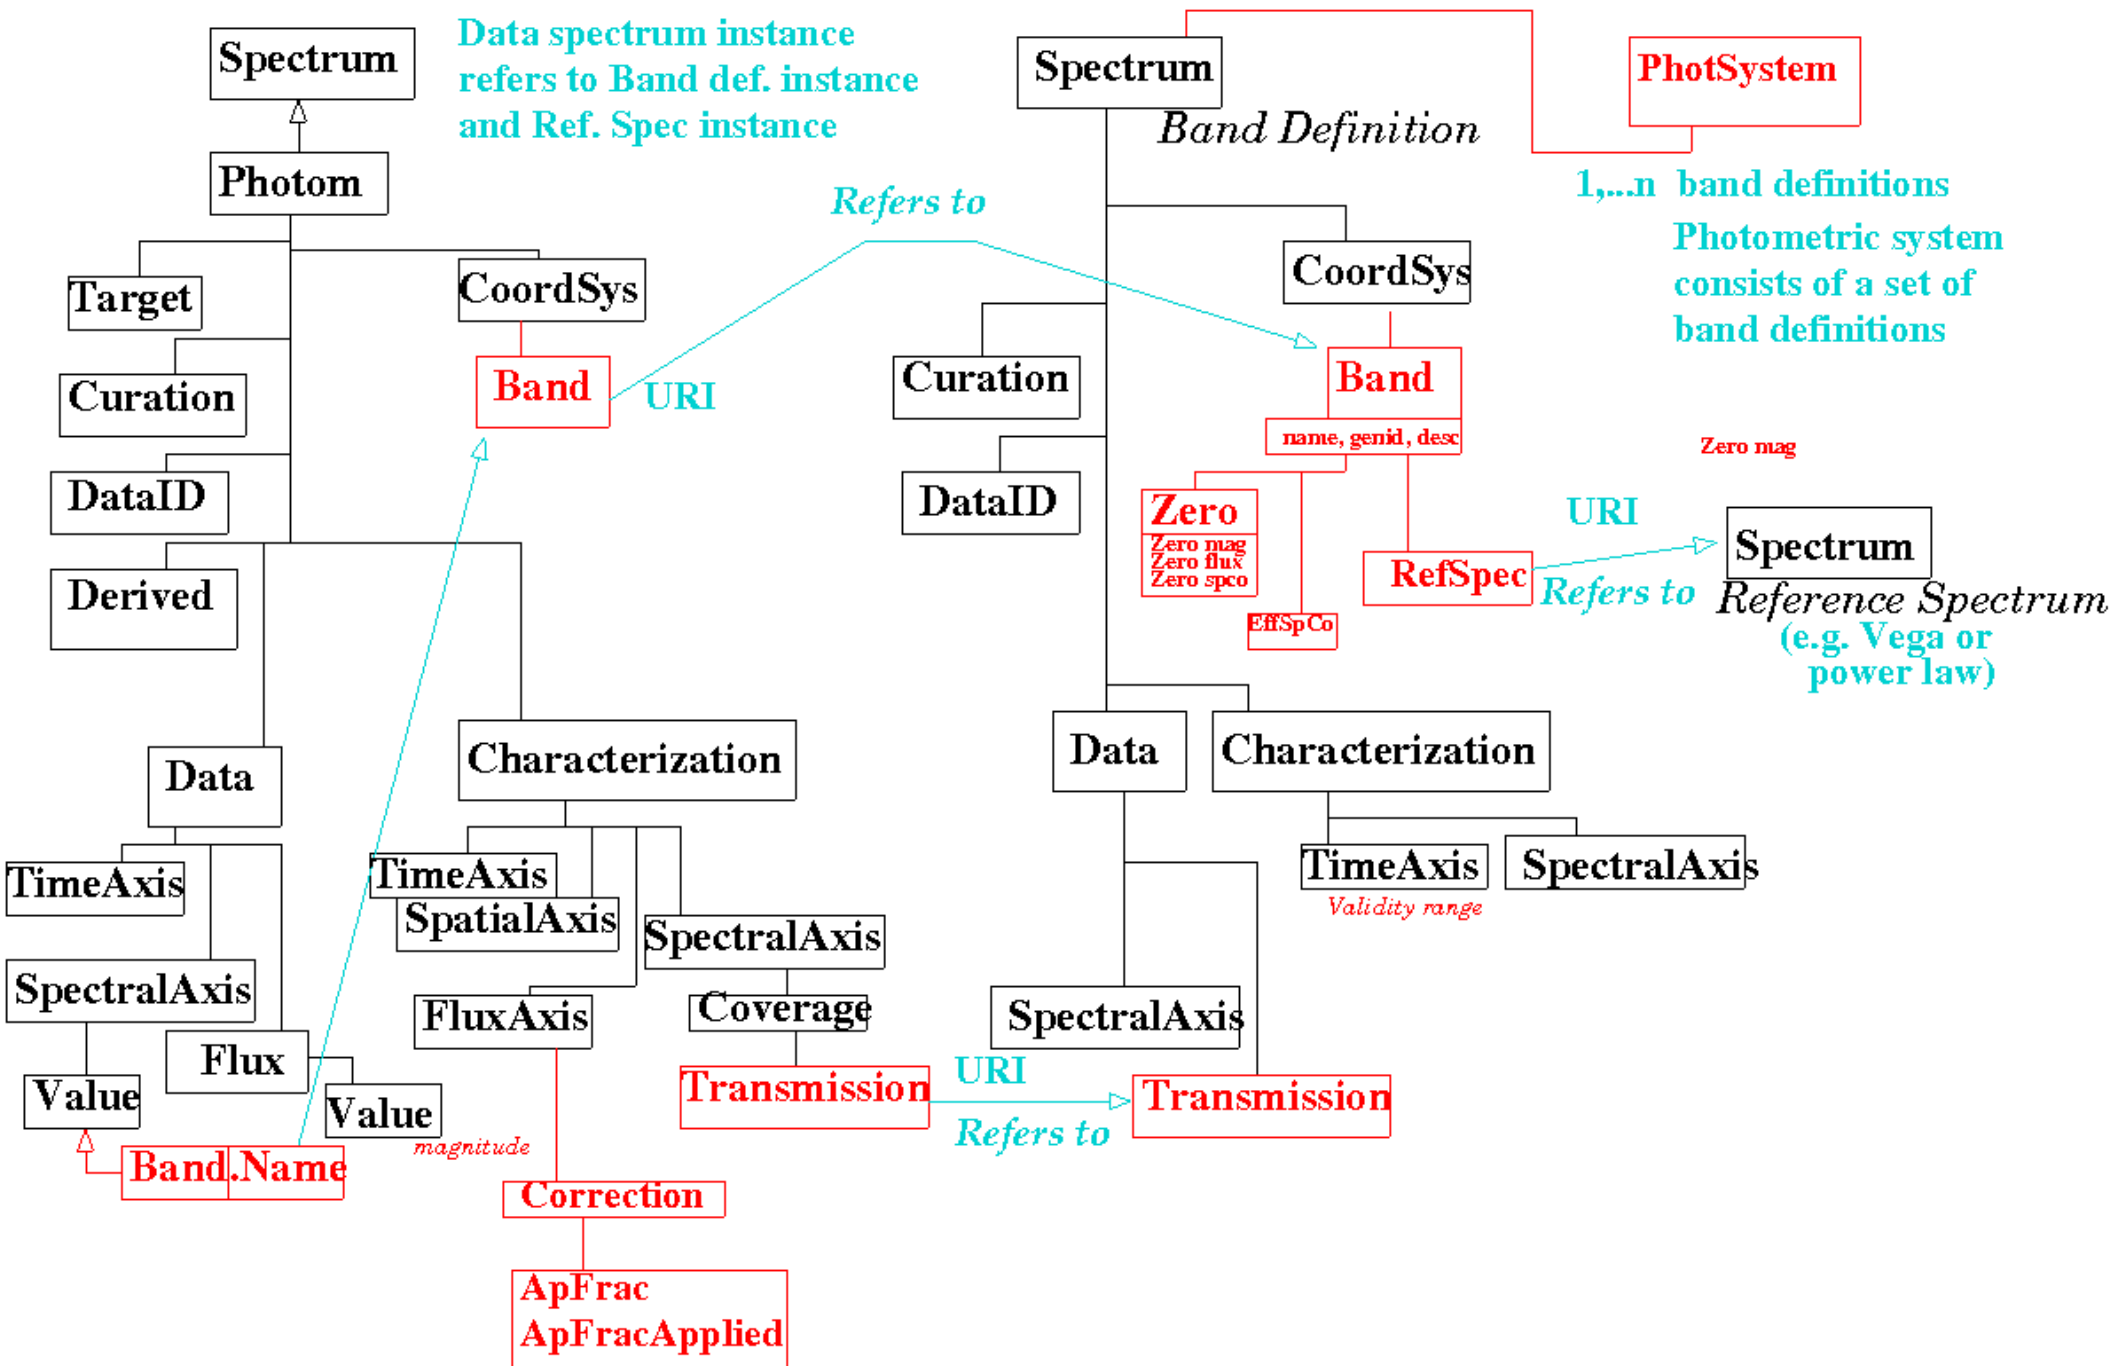 Spectrum
Data spectrum instance
refers to Band def. instance
and Ref. Spec instance
Photom
Target
CoordSys
Curation
Band
URI
DataID
Derived
Data
Characterization
TimeAxis
TimeAxis
SpatialAxis
SpectralAxis
SpectralAxis
FluxAxis
Coverage
Flux
Value
Value
magnitude
Transmission
URI
Refers to
Band.Name
Correction
ApFrac
ApFracApplied
Refers to
Spectrum
Band Definition
PhotSystem
1,...n band definitions
Photometric system
consists of a set of
band definitions
CoordSys
Curation
Band
name, genid, desc
Zero mag
DataID
Zero
Zero mag
Zero flux
Zero spco
EffSpCo
RefSpec
URI
Refers to
Spectrum
Reference Spectrum
(e.g. Vega or
power law)
Data
Characterization
TimeAxis
Validity range
SpectralAxis
SpectralAxis
Transmission